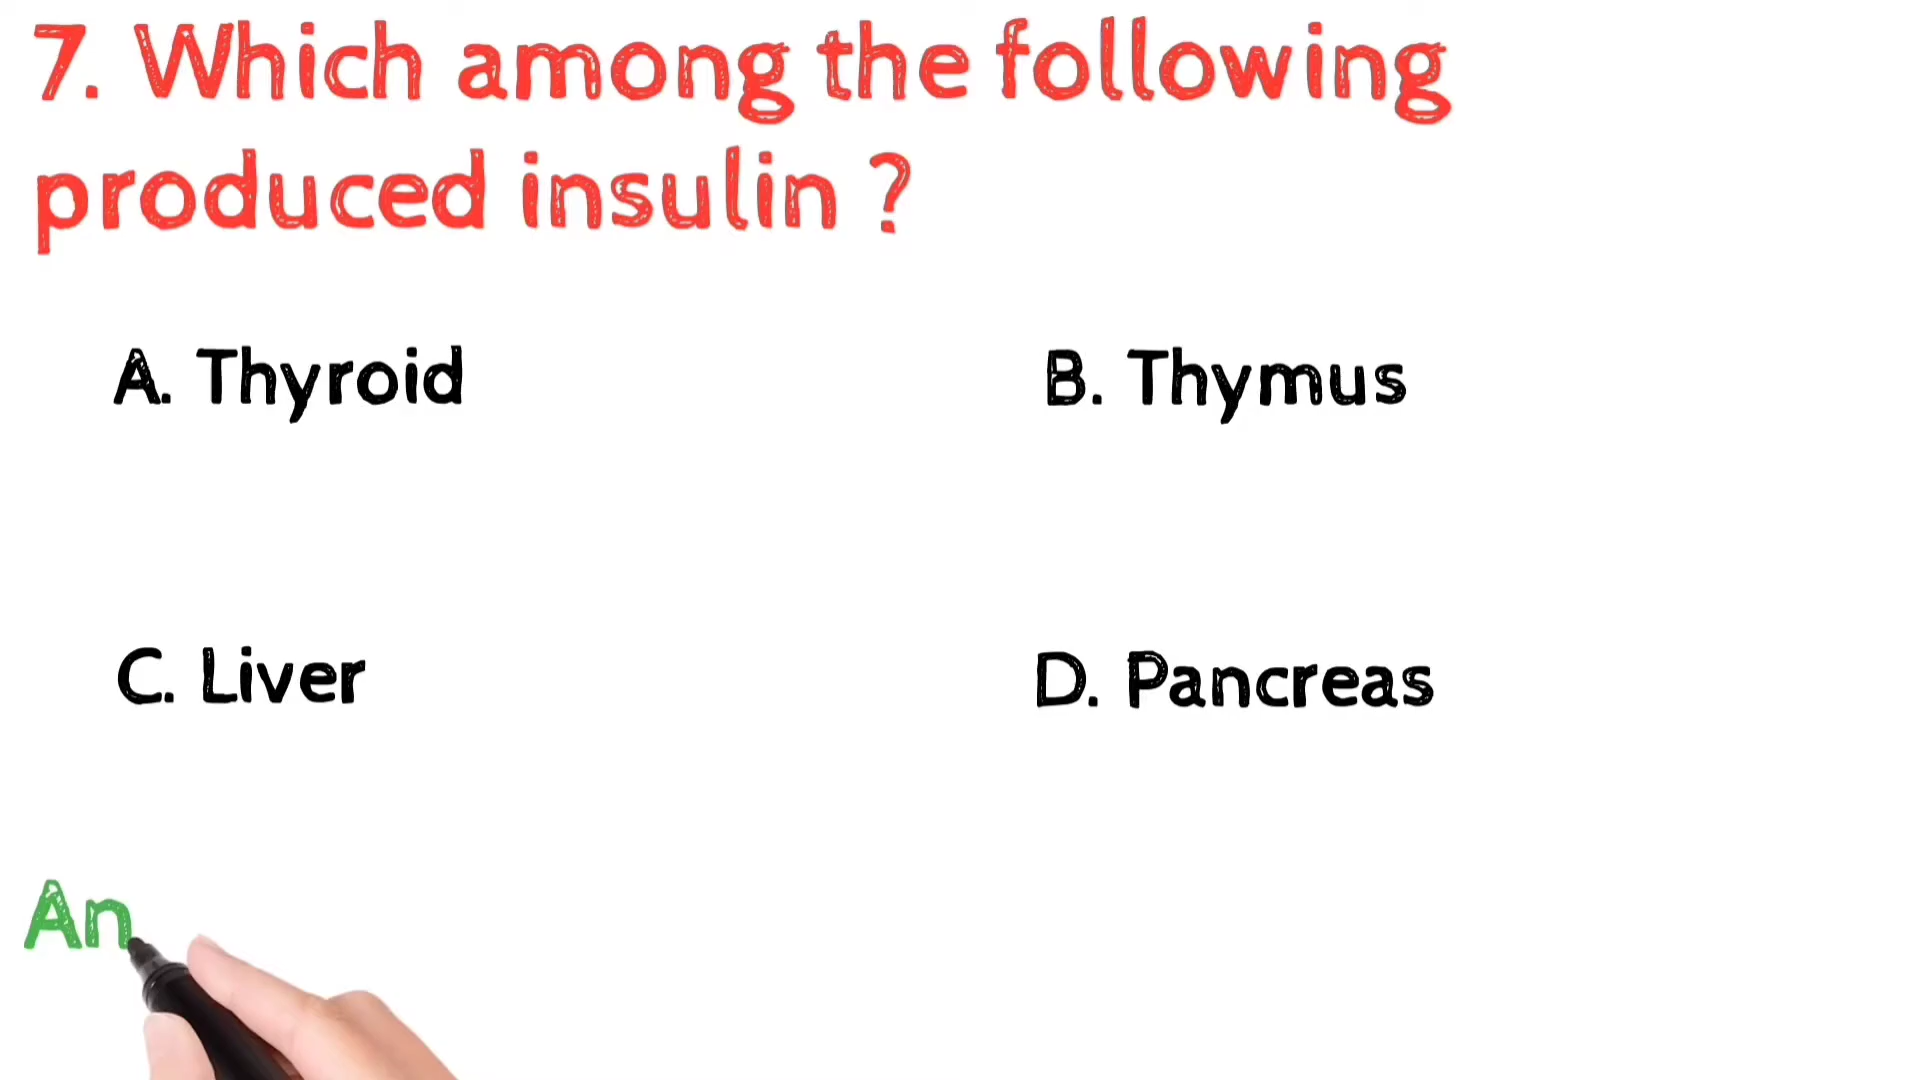 7. Which among the following
produced insulin ?
A. Thyroid
B. Thymus
C. Liver
D. Pancreas
An